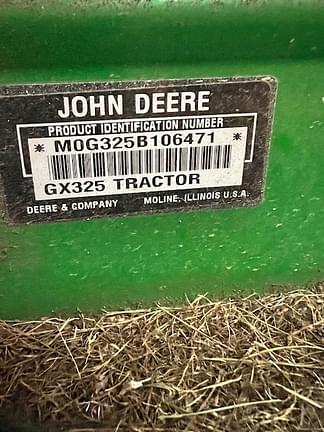 JOHN DEERE
PRODUCT IDENTIFICATION NUMBER
* M0G325B106471 *
GX325 TRACTOR
DEERE & COMPANY MOLINE, ILLINOIS U.S.A.